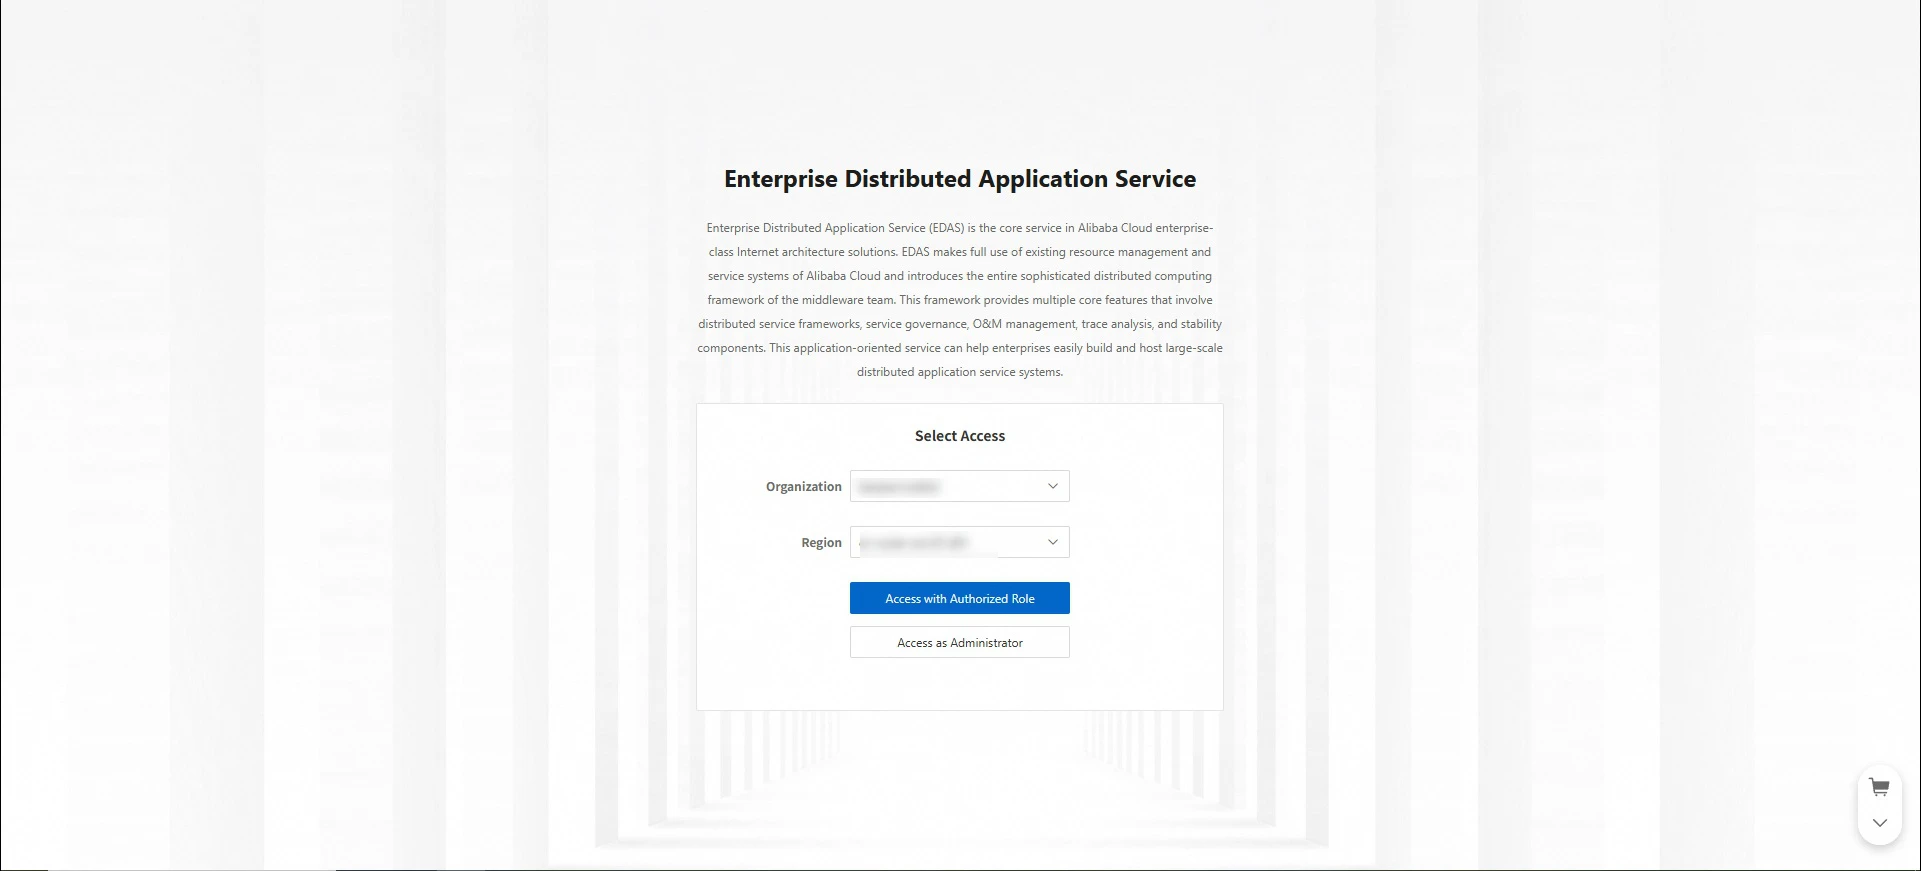 Enterprise Distributed Application Service
Enterprise Distributed Application Service (EDAS) is the core service in Alibaba Cloud enterprise-
class Internet architecture solutions. EDAS makes full use of existing resource management and
service systems of Alibaba Cloud and introduces the entire sophisticated distributed computing
framework of the middleware team. This framework provides multiple core features that involve
distributed service frameworks, service governance, O&M management, trace analysis, and stability
components. This application-oriented service can help enterprises easily build and host large-scale
distributed application service systems.
Select Access
Organization
Region
Access with Authorized Role
Access as Administrator